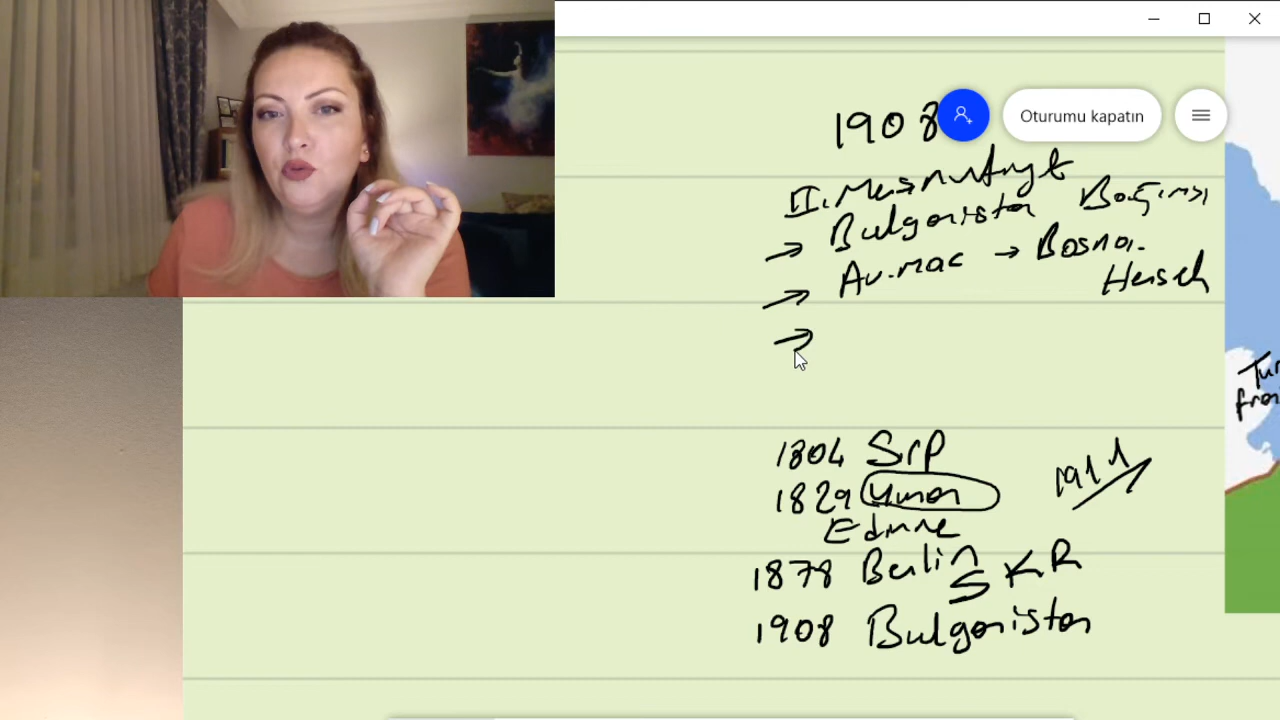 1908
Oturumu kapatın
II. Meşrutiyet
→ Bulgaristan Bağımsı
→ Av.mac → Bosna.
Hersek
→
1804 Sırp
1829 Yunan
Edirne
1911
1878 Berlin SKR
1908 Bulgaristan